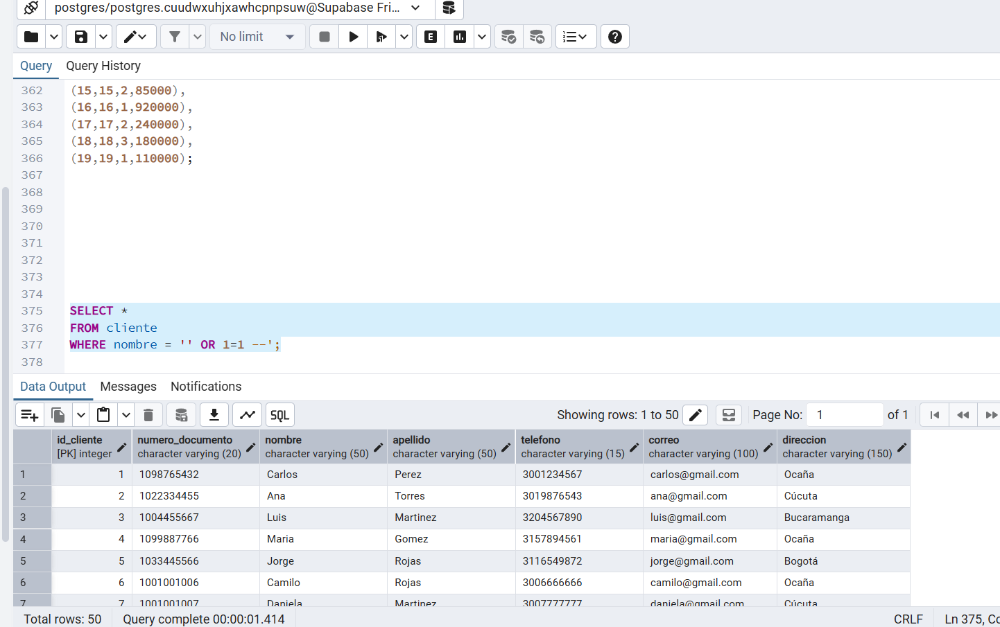 postgres/postgres.cuudwxuhjxawhcpnpsuw@Supabase Fri...
No limit
E
Query Query History
362 (15,15,2,85000),
363 (16,16,1,920000),
364 (17,17,2,240000),
365 (18,18,3,180000),
366 (19,19,1,110000);
367
368
369
370
371
372
373
374
375 SELECT *
376 FROM cliente
377 WHERE nombre = '' OR 1=1 --';
378
Data Output Messages Notifications
SQL Showing rows: 1 to 50 Page No: 1 of 1
id_cliente numero_documento nombre apellido telefono correo direccion
[PK] integer character varying (20) character varying (50) character varying (50) character varying (15) character varying (100) character varying (150)
1 1 1098765432 Carlos Perez 3001234567 carlos@gmail.com Ocaña
2 2 1022334455 Ana Torres 3019876543 ana@gmail.com Cúcuta
3 3 1004455667 Luis Martinez 3204567890 luis@gmail.com Bucaramanga
4 4 1099887766 Maria Gomez 3157894561 maria@gmail.com Ocaña
5 5 1033445566 Jorge Rojas 3116549872 jorge@gmail.com Bogotá
6 6 1001001006 Camilo Rojas 3006666666 camilo@gmail.com Ocaña
7 7 1001001007 Daniela Martinez 3007777777 daniela@gmail.com Cúcuta
Total rows: 50 Query complete 00:00:01.414 CRLF Ln 375, Co